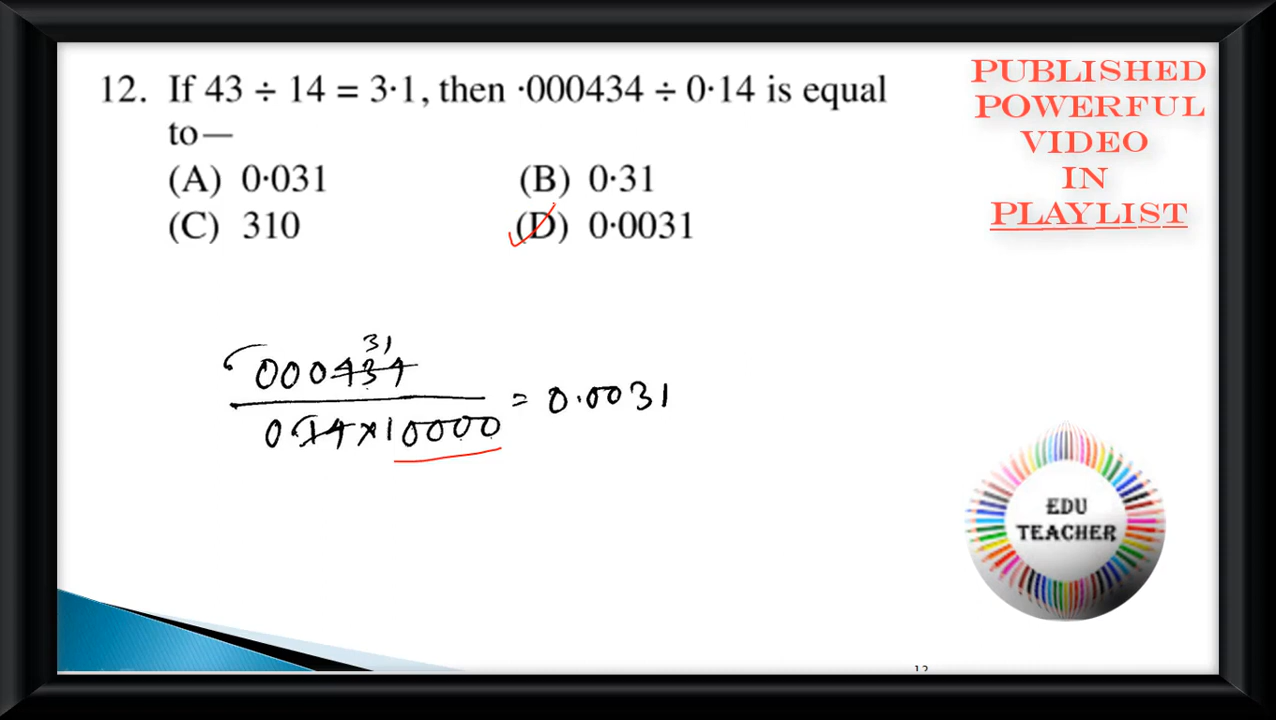 12. If 43 ÷ 14 = 3·1, then ·000434 ÷ 0·14 is equal
to—
(A) 0·031 (B) 0·31
(C) 310 (D) 0·0031
31
000434
0.14×10000 = 0.0031
PUBLISHED
POWERFUL
VIDEO
IN
PLAYLIST
EDU
TEACHER
12